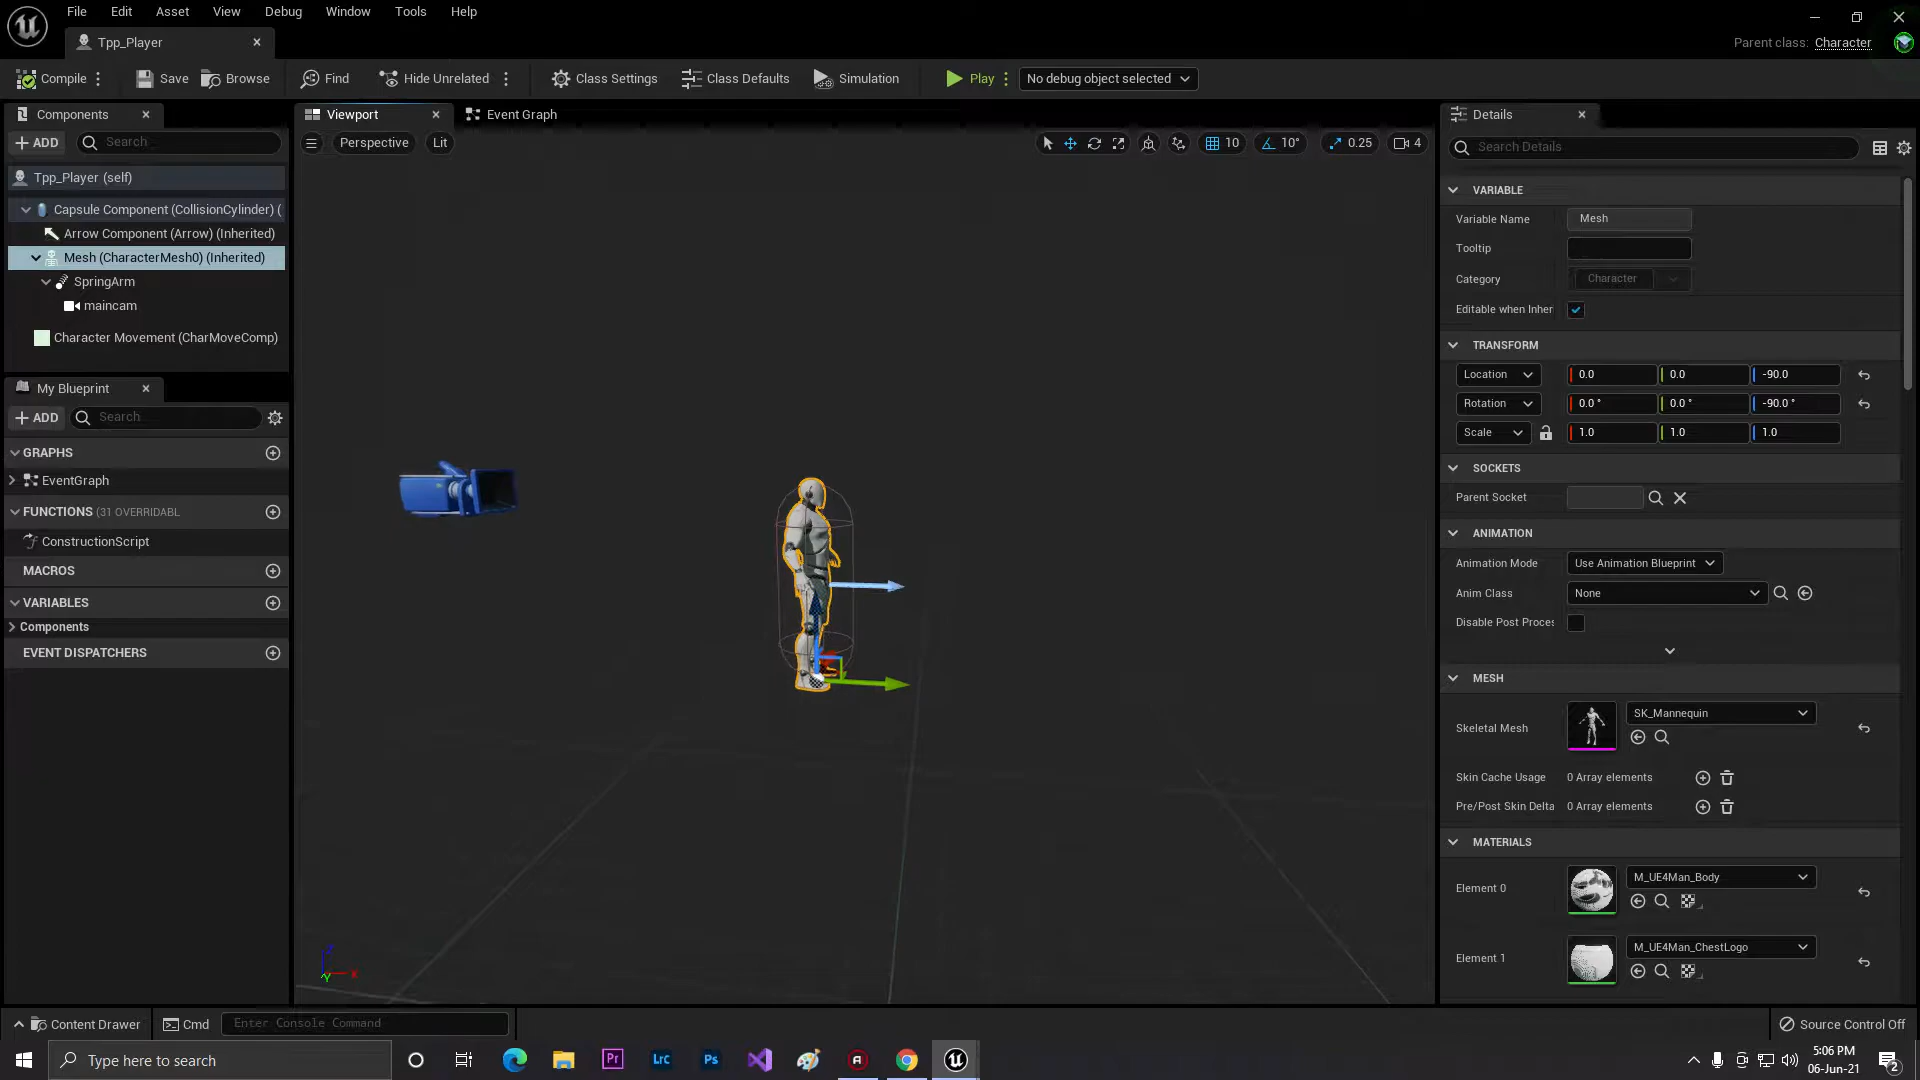 File Edit Asset View Debug Window Tools Help
Tpp_Player
Parent class: Character
Compile Save Browse Find Hide Unrelated Class Settings Class Defaults Simulation Play No debug object selected
Components
Viewport
Event Graph
Details
ADD
Search
Perspective
Lit
10
10°
0.25
4
Search Details
Tpp_Player (self)
Capsule Component (CollisionCylinder) (
Arrow Component (Arrow) (Inherited)
Mesh (CharacterMesh0) (Inherited)
SpringArm
maincam
Character Movement (CharMoveComp)
My Blueprint
ADD
Search
GRAPHS
EventGraph
FUNCTIONS (31 OVERRIDABL
ConstructionScript
MACROS
VARIABLES
Components
EVENT DISPATCHERS
Z
X
Y
VARIABLE
Variable Name Mesh
Tooltip
Category Character
Editable when Inher
TRANSFORM
Location 0.0 0.0 -90.0
Rotation 0.0 ° 0.0 ° -90.0 °
Scale 1.0 1.0 1.0
SOCKETS
Parent Socket
ANIMATION
Animation Mode Use Animation Blueprint
Anim Class None
Disable Post Proces
MESH
Skeletal Mesh SK_Mannequin
Skin Cache Usage 0 Array elements
Pre/Post Skin Delta 0 Array elements
MATERIALS
Element 0 M_UE4Man_Body
Element 1 M_UE4Man_ChestLogo
Content Drawer
Cmd
Enter Console Command
Source Control Off
Type here to search
Pr
Lrc
Ps
5:06 PM
06-Jun-21
2